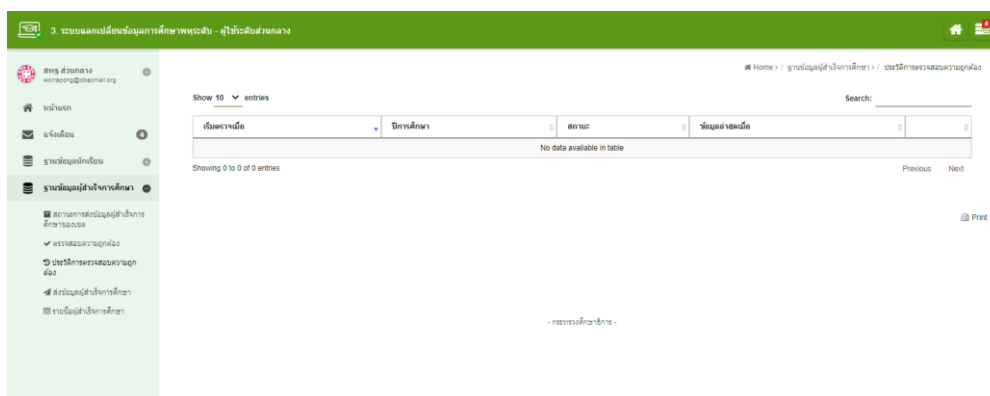 3. ระบบแลกเปลี่ยนข้อมูลการศึกษาพหุระดับ - ผู้ใช้ระดับส่วนกลาง
4
สพฐ ส่วนกลาง
worrapong@obecmail.org
Home > / ฐานข้อมูลผู้สำเร็จการศึกษา > / ประวัติการตรวจสอบความถูกต้อง
หน้าแรก
แจ้งเตือน 4
ฐานข้อมูลนักเรียน
ฐานข้อมูลผู้สำเร็จการศึกษา
สถานะการส่งข้อมูลผู้สำเร็จการ
ศึกษาของเขต
ตรวจสอบความถูกต้อง
ประวัติการตรวจสอบความถูก
ต้อง
ส่งข้อมูลผู้สำเร็จการศึกษา
รายชื่อผู้สำเร็จการศึกษา
Show 10 entries
Search:
เริ่มตรวจเมื่อ ปีการศึกษา สถานะ ข้อมูลล่าสุดเมื่อ
No data available in table
Showing 0 to 0 of 0 entries
Previous Next
Print
- กระทรวงศึกษาธิการ -